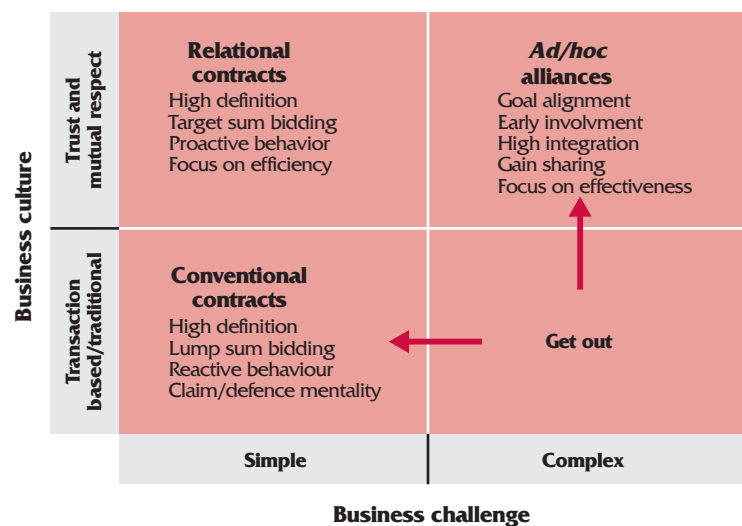 Business culture
Trust and
mutual respect
Relational
contracts
High definition
Target sum bidding
Proactive behavior
Focus on efficiency
Ad/hoc
alliances
Goal alignment
Early involvment
High integration
Gain sharing
Focus on effectiveness
Transaction
based/traditional
Conventional
contracts
High definition
Lump sum bidding
Reactive behaviour
Claim/defence mentality
Get out
Simple
Complex
Business challenge